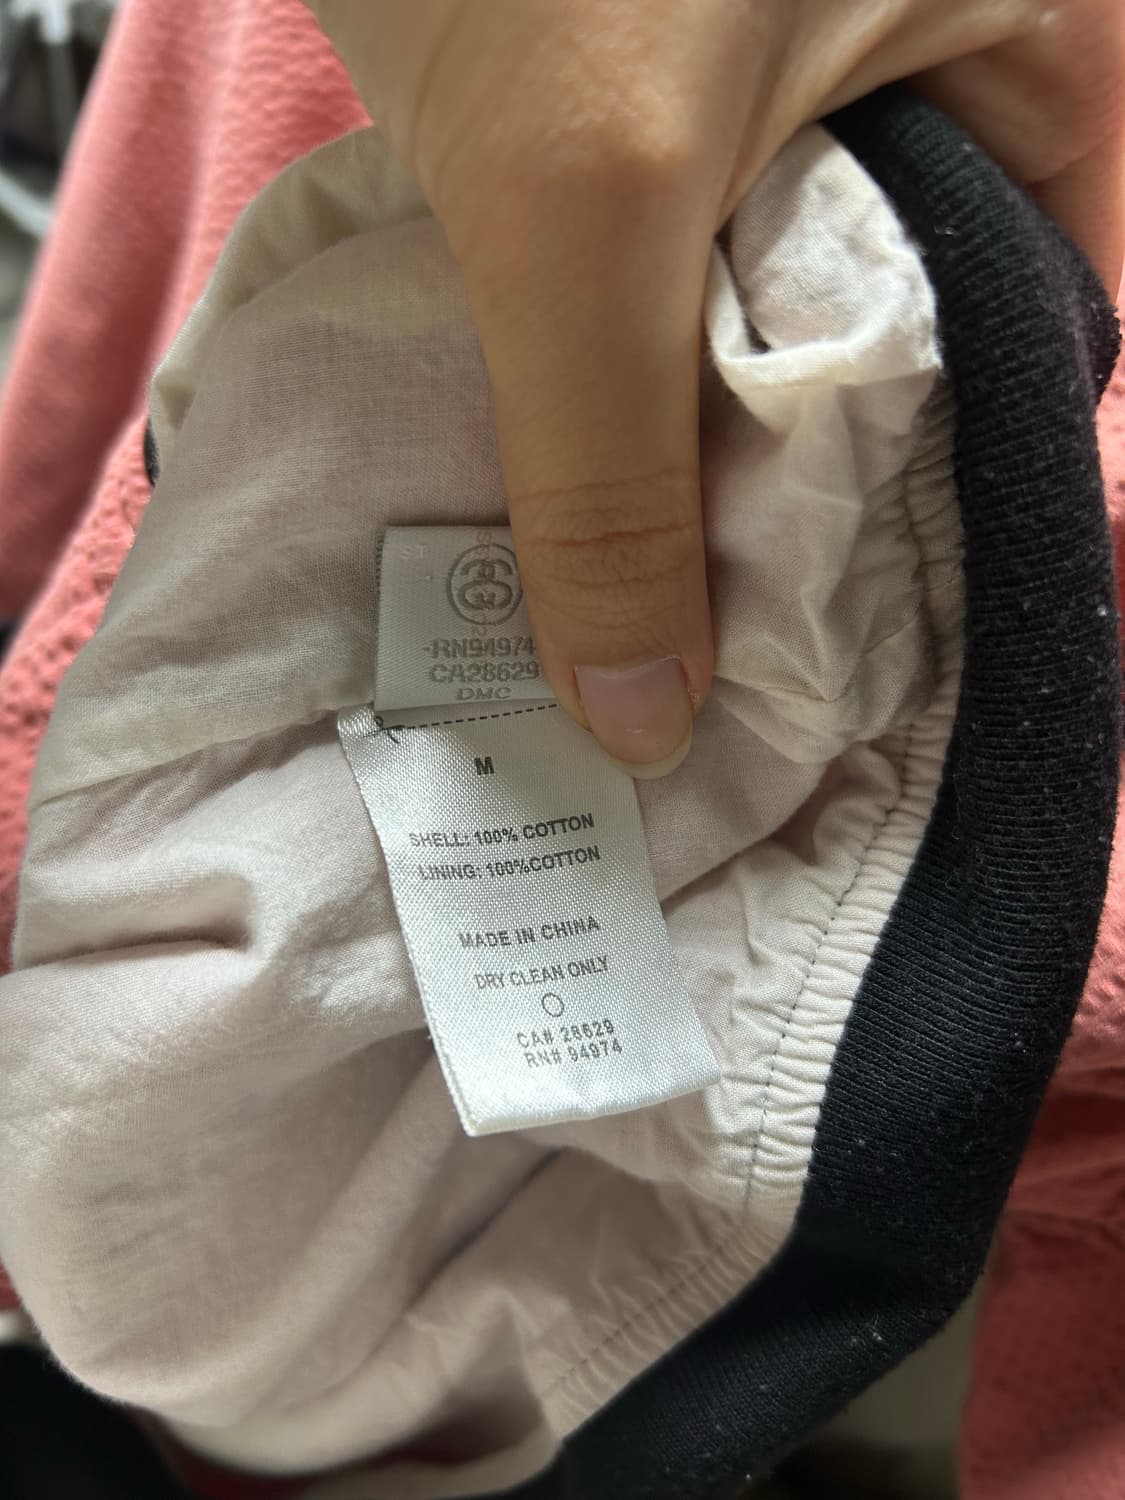 ST
-RN94974
CA28629
DMC
M
SHELL: 100% COTTON
LINING: 100%COTTON
MADE IN CHINA
DRY CLEAN ONLY
CA# 28629
RN# 94974